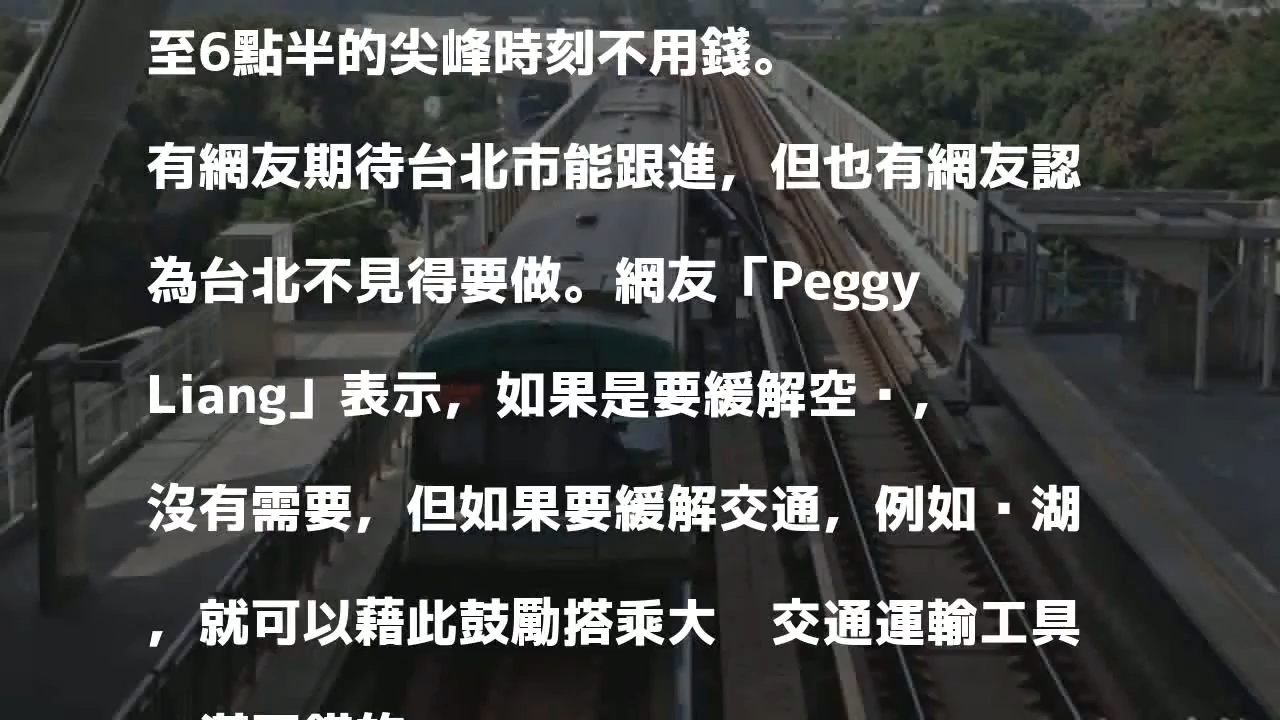 至6點半的尖峰時刻不用錢。
有網友期待台北市能跟進，但也有網友認
為台北不見得要做。網友「Peggy
Liang」表示，如果是要緩解空▪，
沒有需要，但如果要緩解交通，例如▪湖
，就可以藉此鼓勵搭乘大　交通運輸工具